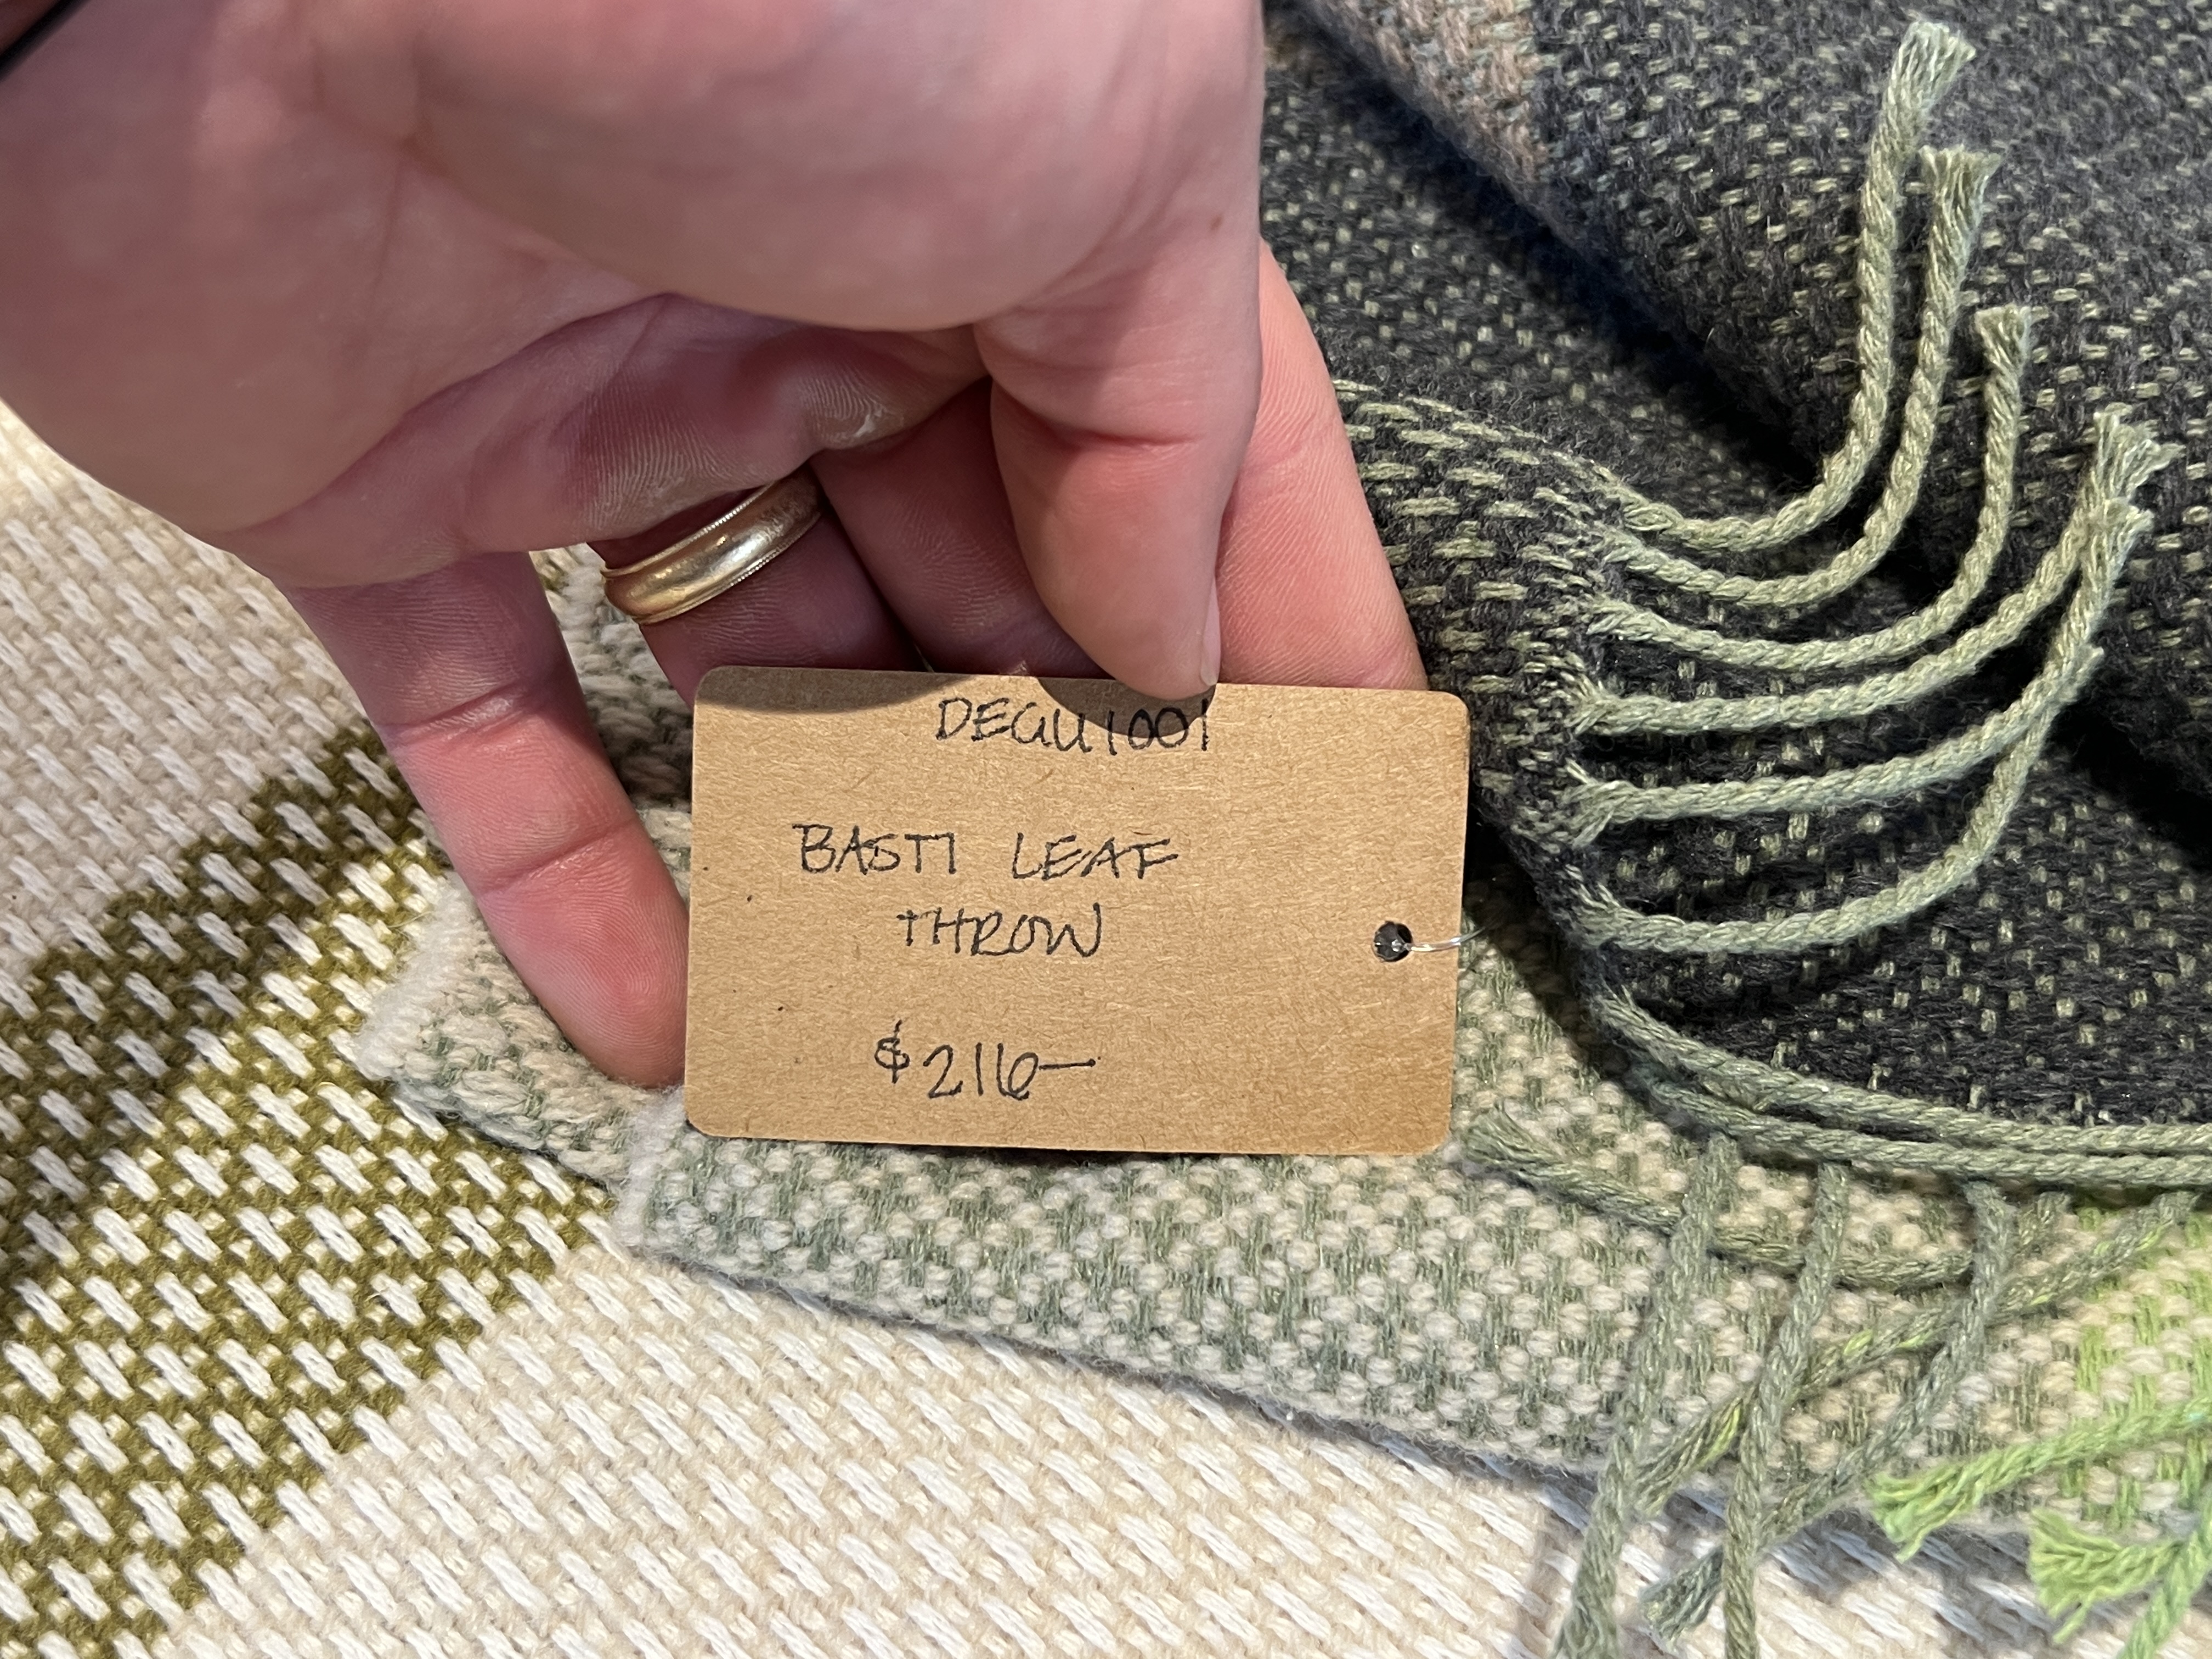 DEGU1001
BASTI LEAF
THROW
$216—